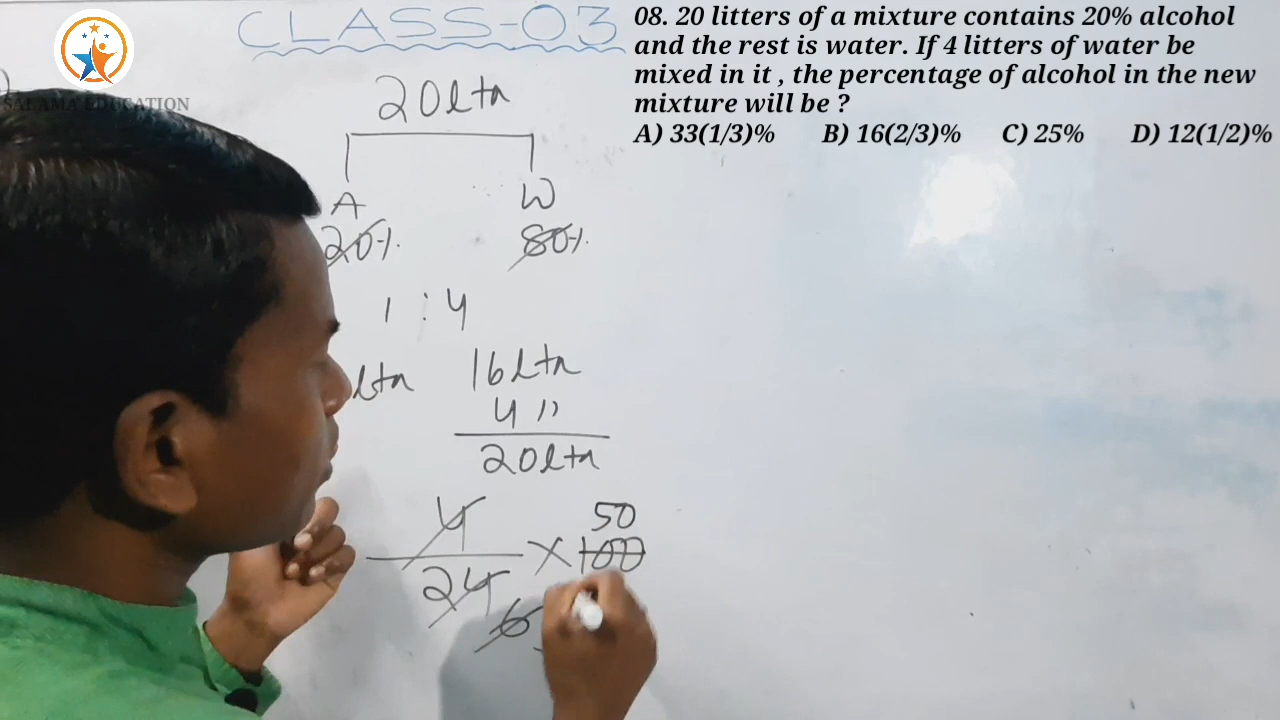 CLASS-03
08. 20 litters of a mixture contains 20% alcohol
and the rest is water. If 4 litters of water be
mixed in it , the percentage of alcohol in the new
mixture will be ?
A) 33(1/3)% B) 16(2/3)% C) 25% D) 12(1/2)%
SALAMA EDUCATION
20ltr
A W
20% 80%
1 : 4
ltr 16ltr
4 "
20ltr
50
4 × 100
24
6